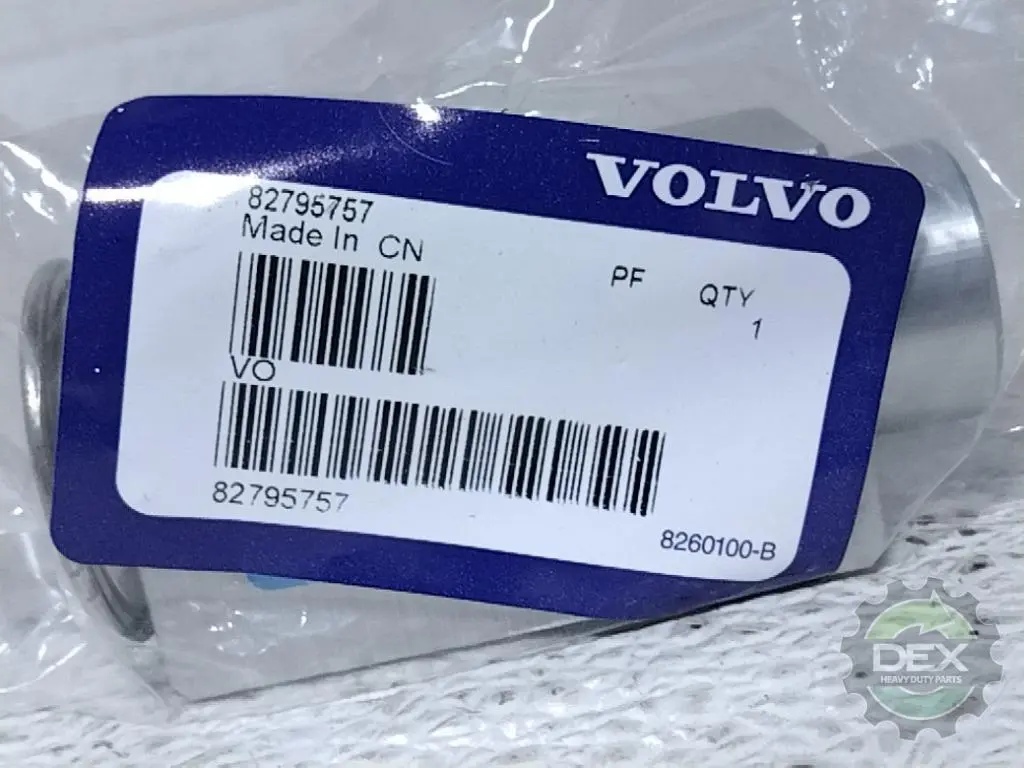 VOLVO
82795757
Made In CN
PF QTY
1
VO
82795757
8260100-B
DEX
HEAVY DUTY PARTS